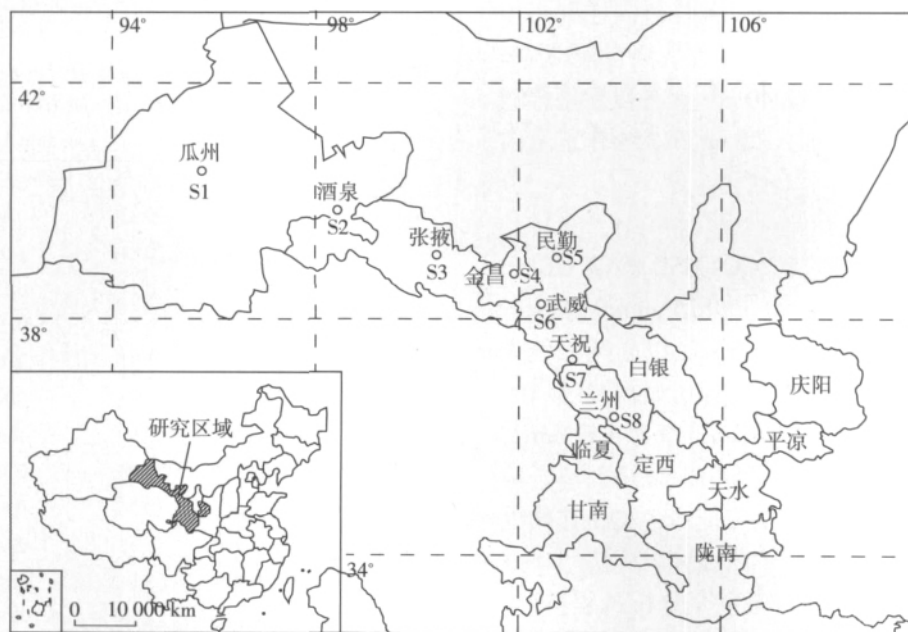 94° 98° 102° 106°
42°
瓜州
S1
酒泉
S2
张掖
S3
民勤
S5
金昌 S4
武威
S6
38°
天祝
S7
白银
庆阳
兰州
S8
研究区域
临夏
定西
平凉
天水
甘南
陇南
34°
0 10 000 km